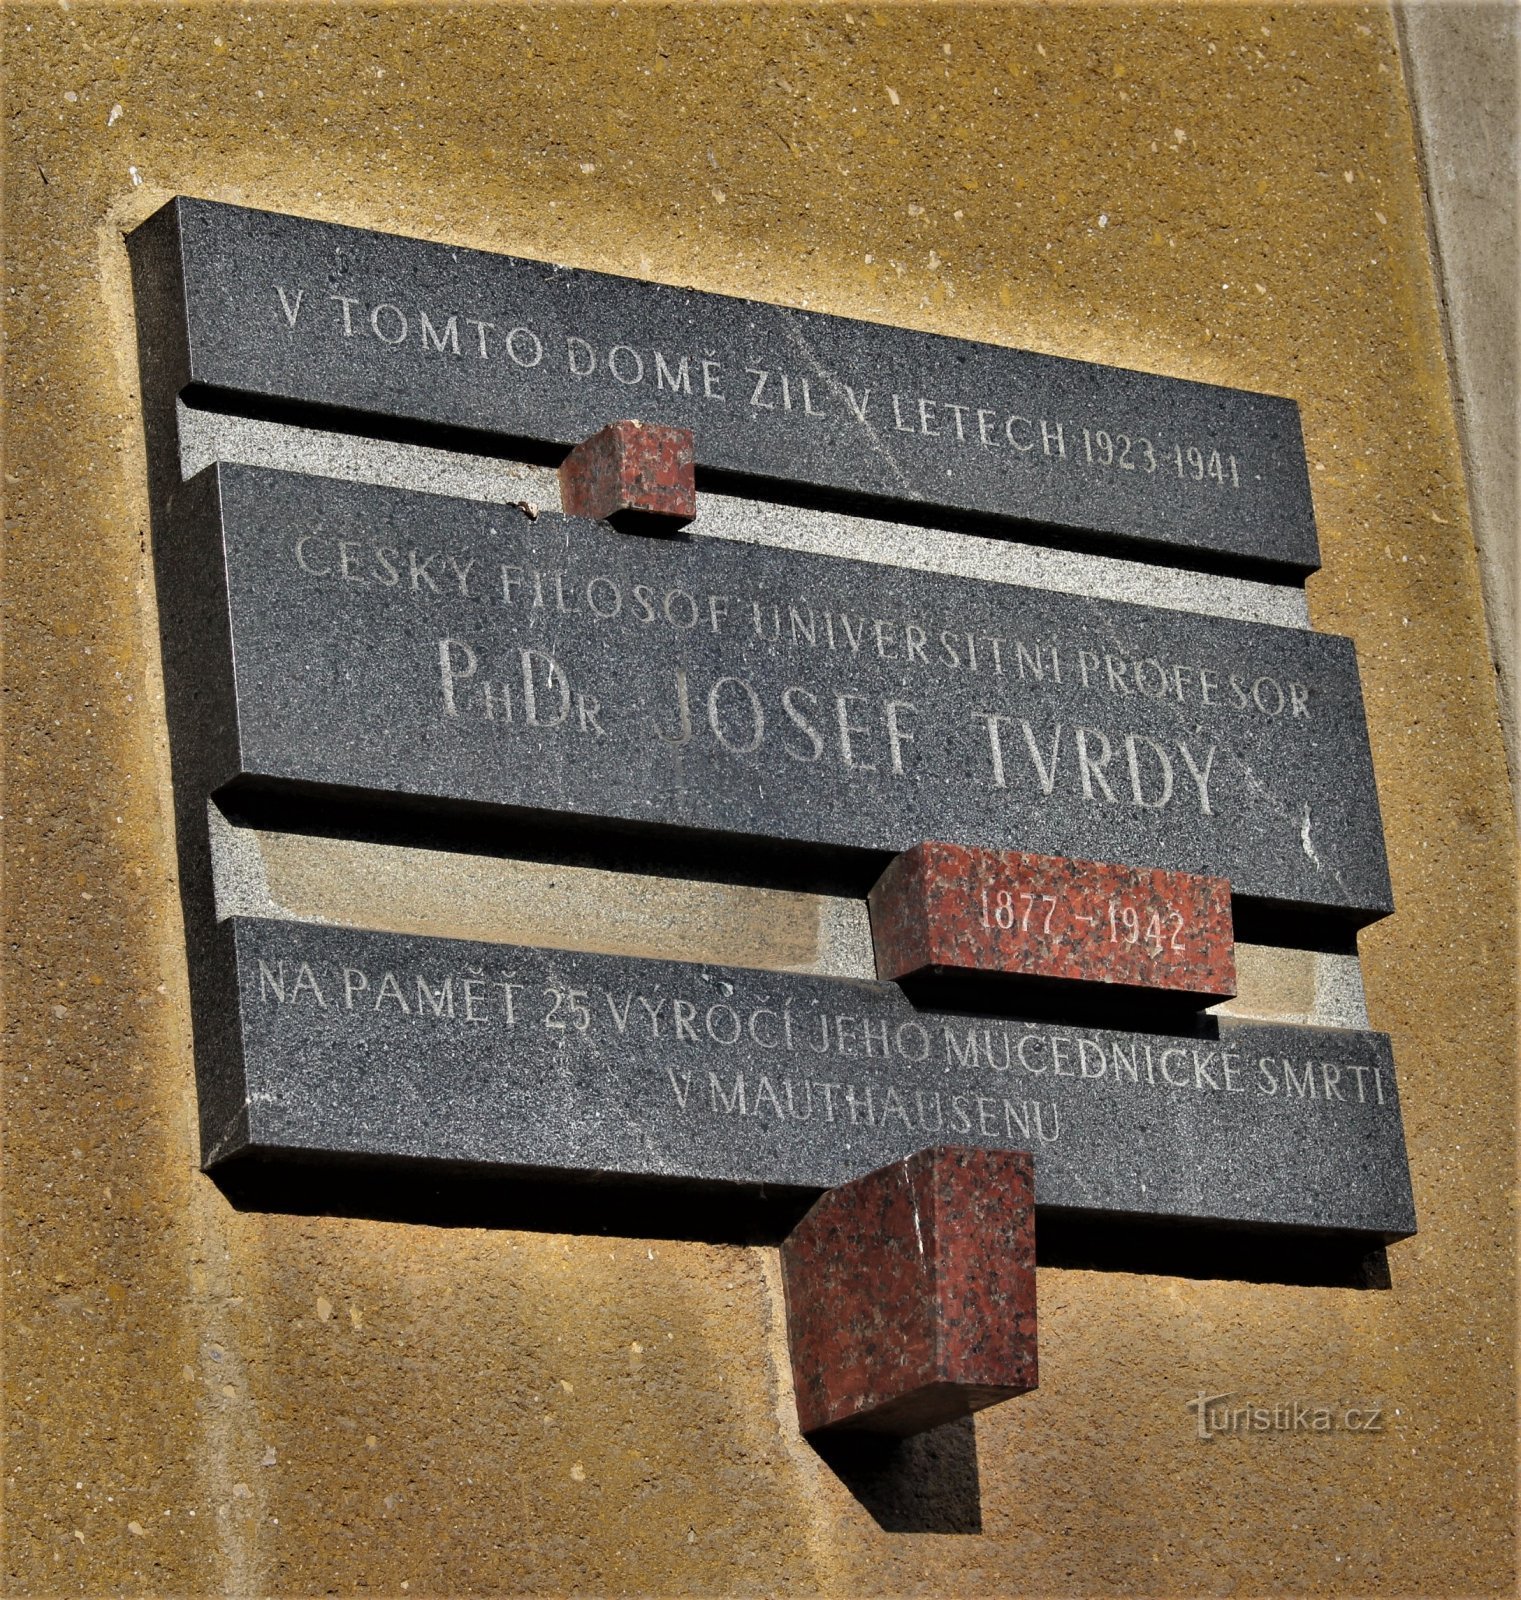 V TOMTO DOMĚ ŽIL V LETECH 1923-1941
ČESKÝ FILOSOF UNIVERSITNÍ PROFESOR
PHDR JOSEF TVRDÝ
1877 - 1942
NA PAMĚŤ 25 VÝROČÍ JEHO MUČEDNICKÉ SMRTI
V MAUTHAUSENU
Turistika.cz